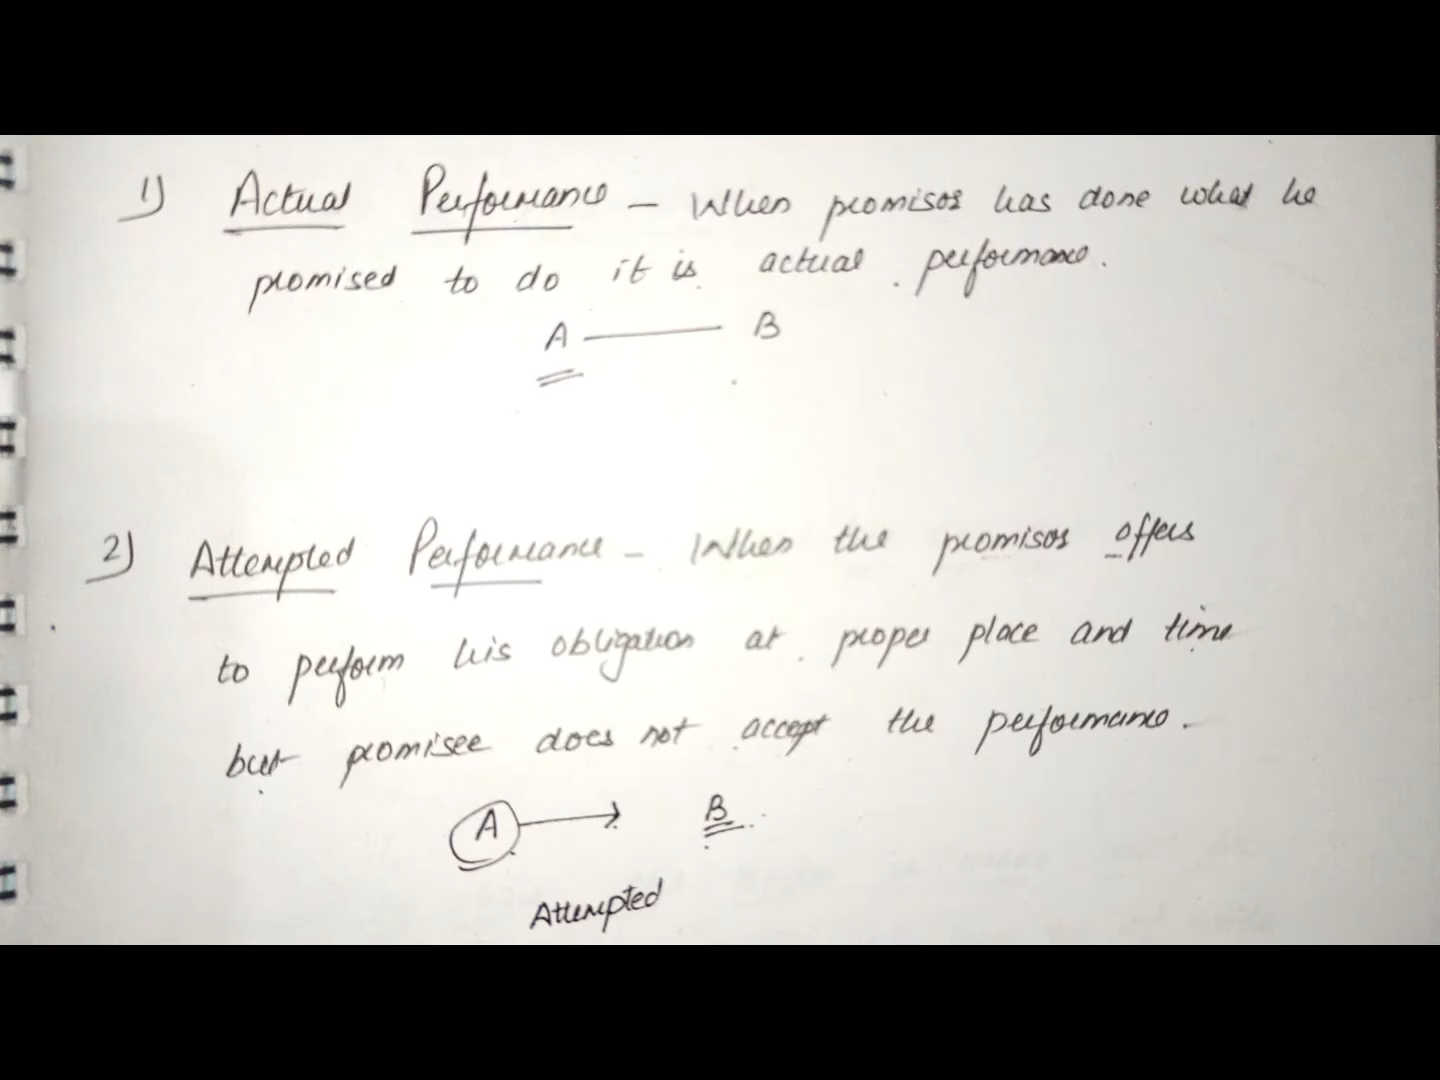 1) Actual Performance - When promisor has done what he
promised to do it is actual performance.
A B
2) Attempted Performance - When the promisor offers
to perform his obligation at proper place and time
but promisee does not accept the performance.
A B
Attempted